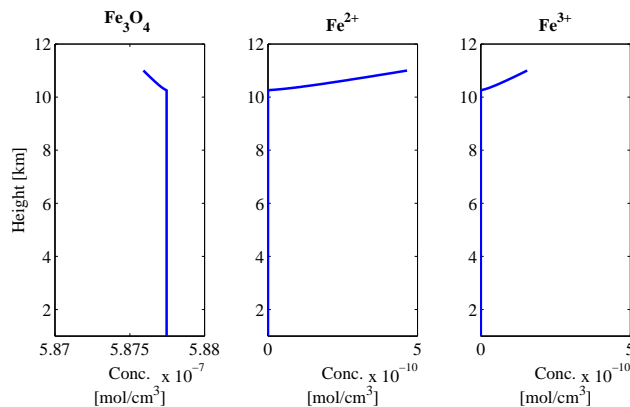 Fe₃O₄ Fe²⁺ Fe³⁺
12 12 12
10 10 10
8 8 8
6 6 6
4 4 4
2 2 2
Height [km]
5.87 5.875 5.88 0 5 0 5
Conc. x 10⁻⁷ Conc. x 10⁻¹⁰ Conc. x 10⁻¹⁰
[mol/cm³] [mol/cm³] [mol/cm³]